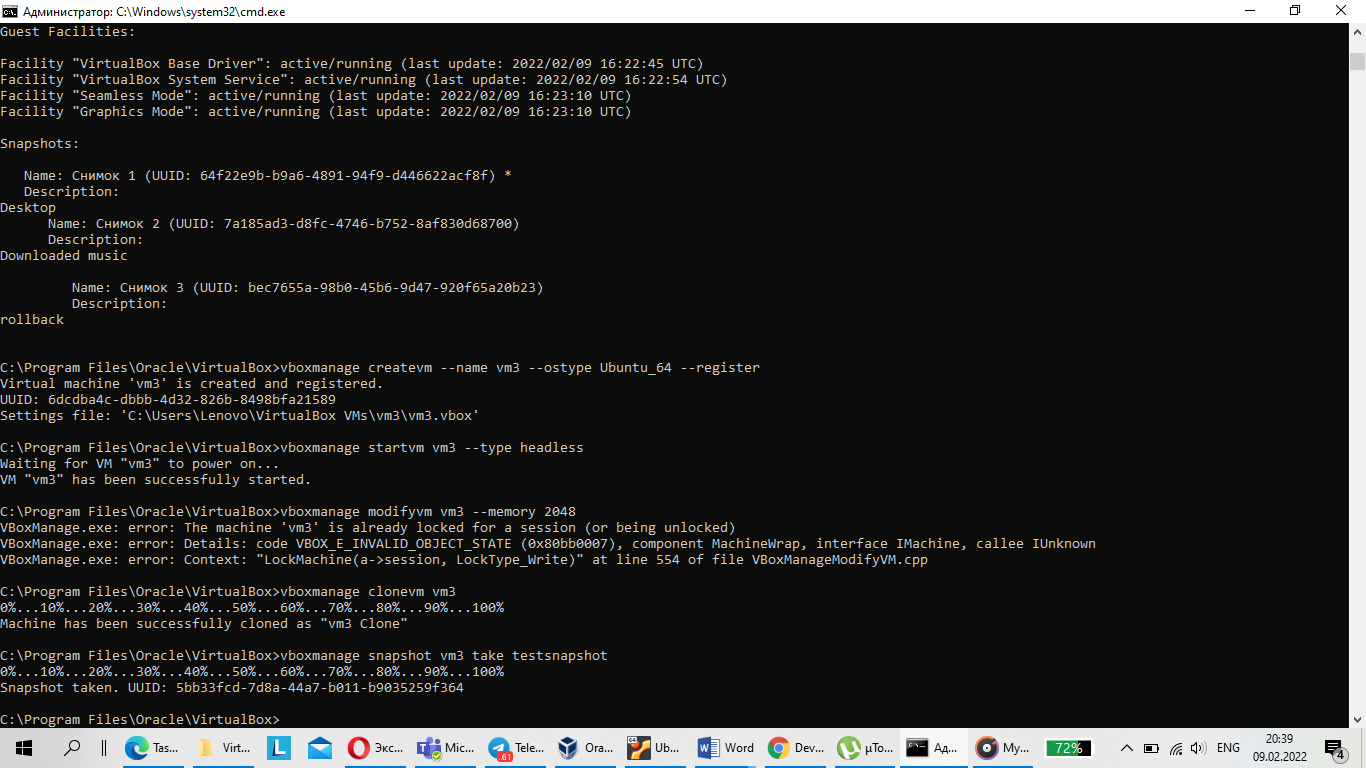 Администратор: C:\Windows\system32\cmd.exe
Guest Facilities:
Facility "VirtualBox Base Driver": active/running (last update: 2022/02/09 16:22:45 UTC)
Facility "VirtualBox System Service": active/running (last update: 2022/02/09 16:22:54 UTC)
Facility "Seamless Mode": active/running (last update: 2022/02/09 16:23:10 UTC)
Facility "Graphics Mode": active/running (last update: 2022/02/09 16:23:10 UTC)
Snapshots:
Name: Снимок 1 (UUID: 64f22e9b-b9a6-4891-94f9-d446622acf8f) *
Description:
Desktop
Name: Снимок 2 (UUID: 7a185ad3-d8fc-4746-b752-8af830d68700)
Description:
Downloaded music
Name: Снимок 3 (UUID: bec7655a-98b0-45b6-9d47-920f65a20b23)
Description:
rollback
C:\Program Files\Oracle\VirtualBox>vboxmanage createvm --name vm3 --ostype Ubuntu_64 --register
Virtual machine 'vm3' is created and registered.
UUID: 6dcdba4c-dbbb-4d32-826b-8498bfa21589
Settings file: 'C:\Users\Lenovo\VirtualBox VMs\vm3\vm3.vbox'
C:\Program Files\Oracle\VirtualBox>vboxmanage startvm vm3 --type headless
Waiting for VM "vm3" to power on...
VM "vm3" has been successfully started.
C:\Program Files\Oracle\VirtualBox>vboxmanage modifyvm vm3 --memory 2048
VBoxManage.exe: error: The machine 'vm3' is already locked for a session (or being unlocked)
VBoxManage.exe: error: Details: code VBOX_E_INVALID_OBJECT_STATE (0x80bb0007), component MachineWrap, interface IMachine, callee IUnknown
VBoxManage.exe: error: Context: "LockMachine(a->session, LockType_Write)" at line 554 of file VBoxManageModifyVM.cpp
C:\Program Files\Oracle\VirtualBox>vboxmanage clonevm vm3
0%...10%...20%...30%...40%...50%...60%...70%...80%...90%...100%
Machine has been successfully cloned as "vm3 Clone"
C:\Program Files\Oracle\VirtualBox>vboxmanage snapshot vm3 take testsnapshot
0%...10%...20%...30%...40%...50%...60%...70%...80%...90%...100%
Snapshot taken. UUID: 5bb33fcd-7d8a-44a7-b011-b9035259f364
C:\Program Files\Oracle\VirtualBox>
Tas... Virt... L Экс... Mic... .61 Tele... Ora... 64 Ub... Word Dev... µTo... Ад... My... 72% ENG 20:39
09.02.2022 4